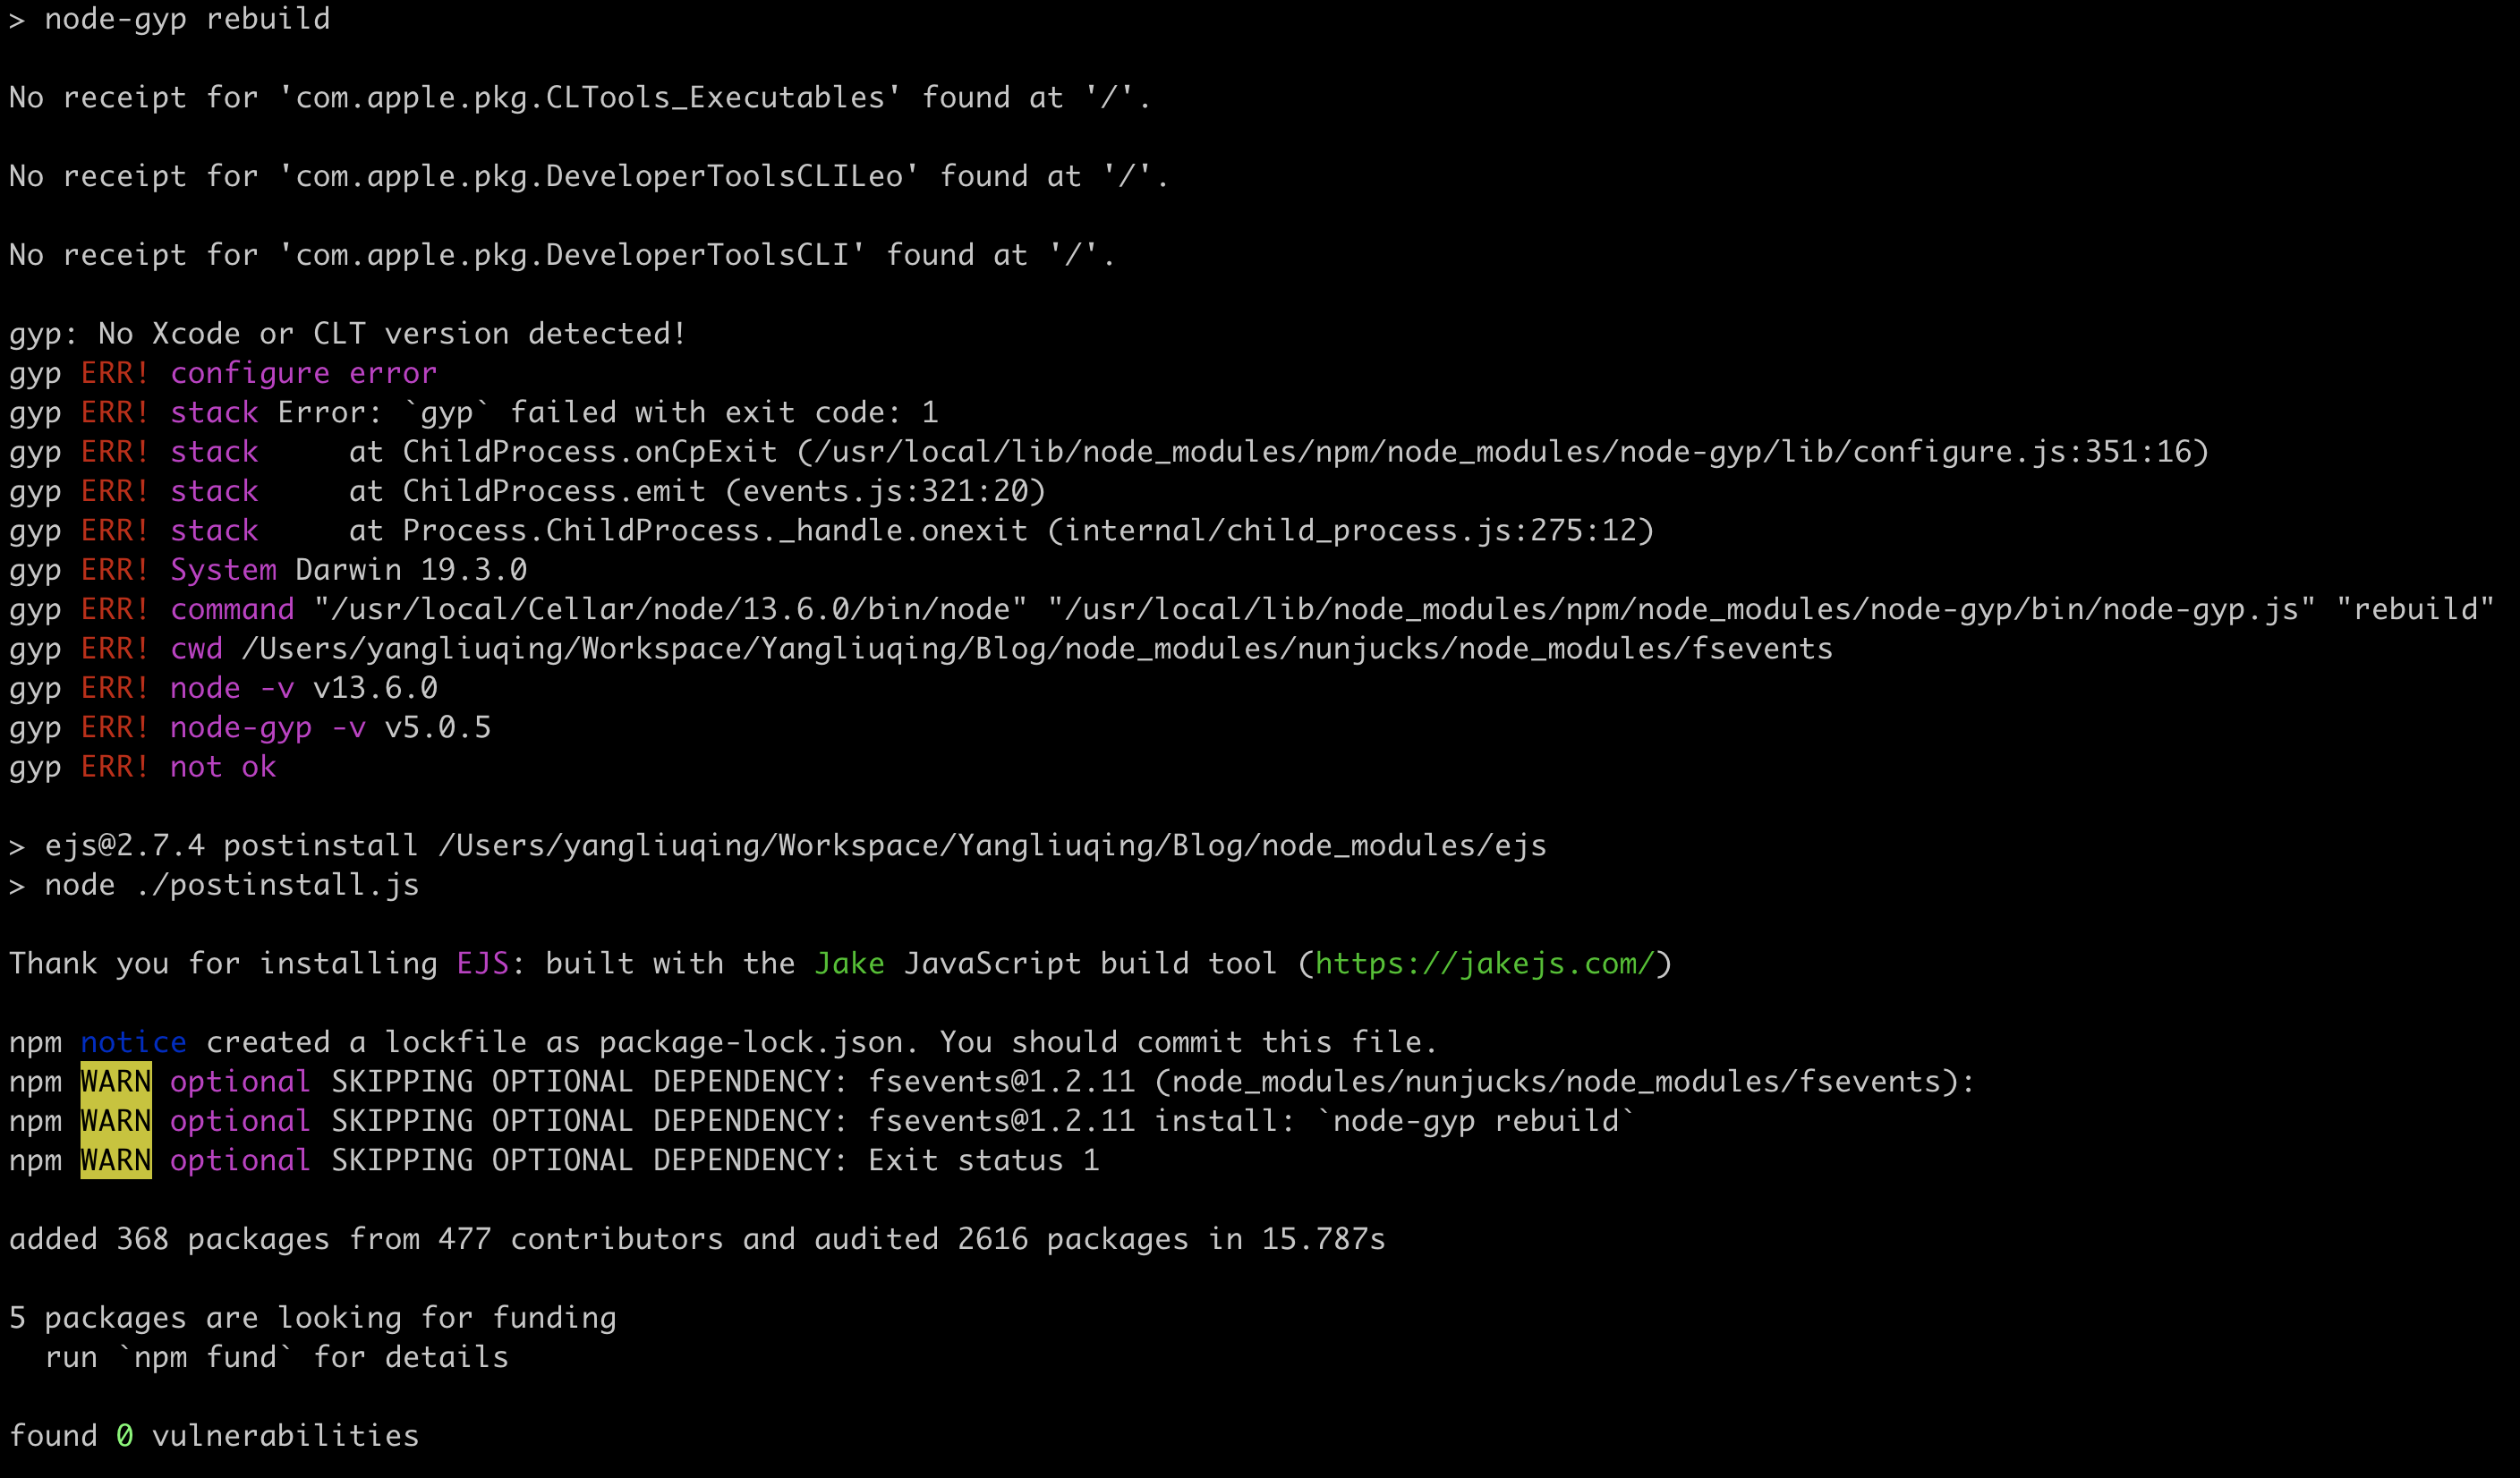 > node-gyp rebuild
No receipt for 'com.apple.pkg.CLTools_Executables' found at '/'.
No receipt for 'com.apple.pkg.DeveloperToolsCLILeo' found at '/'.
No receipt for 'com.apple.pkg.DeveloperToolsCLI' found at '/'.
gyp: No Xcode or CLT version detected!
gyp ERR! configure error
gyp ERR! stack Error: `gyp` failed with exit code: 1
gyp ERR! stack     at ChildProcess.onCpExit (/usr/local/lib/node_modules/npm/node_modules/node-gyp/lib/configure.js:351:16)
gyp ERR! stack     at ChildProcess.emit (events.js:321:20)
gyp ERR! stack     at Process.ChildProcess._handle.onexit (internal/child_process.js:275:12)
gyp ERR! System Darwin 19.3.0
gyp ERR! command "/usr/local/Cellar/node/13.6.0/bin/node" "/usr/local/lib/node_modules/npm/node_modules/node-gyp/bin/node-gyp.js" "rebuild"
gyp ERR! cwd /Users/yangliuqing/Workspace/Yangliuqing/Blog/node_modules/nunjucks/node_modules/fsevents
gyp ERR! node -v v13.6.0
gyp ERR! node-gyp -v v5.0.5
gyp ERR! not ok
> ejs@2.7.4 postinstall /Users/yangliuqing/Workspace/Yangliuqing/Blog/node_modules/ejs
> node ./postinstall.js
Thank you for installing EJS: built with the Jake JavaScript build tool (https://jakejs.com/)
npm notice created a lockfile as package-lock.json. You should commit this file.
npm WARN optional SKIPPING OPTIONAL DEPENDENCY: fsevents@1.2.11 (node_modules/nunjucks/node_modules/fsevents):
npm WARN optional SKIPPING OPTIONAL DEPENDENCY: fsevents@1.2.11 install: `node-gyp rebuild`
npm WARN optional SKIPPING OPTIONAL DEPENDENCY: Exit status 1
added 368 packages from 477 contributors and audited 2616 packages in 15.787s
5 packages are looking for funding
  run `npm fund` for details
found 0 vulnerabilities